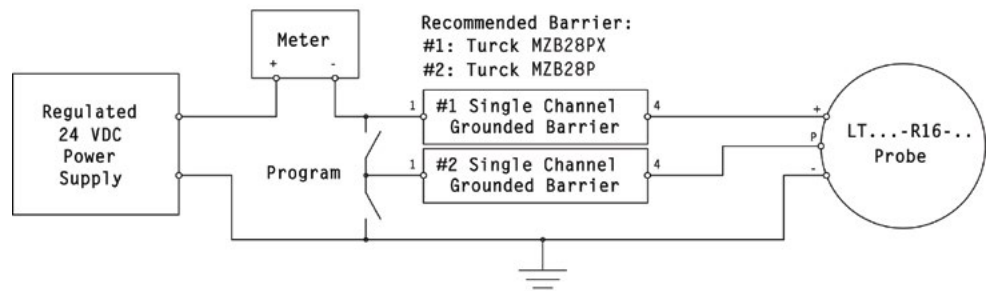 Recommended Barrier:
#1: Turck MZB28PX
#2: Turck MZB28P
Meter
+ -
Regulated
24 VDC
Power
Supply
Program
1
#1 Single Channel
Grounded Barrier
4
1
#2 Single Channel
Grounded Barrier
4
+
P
-
LT...-R16-..
Probe